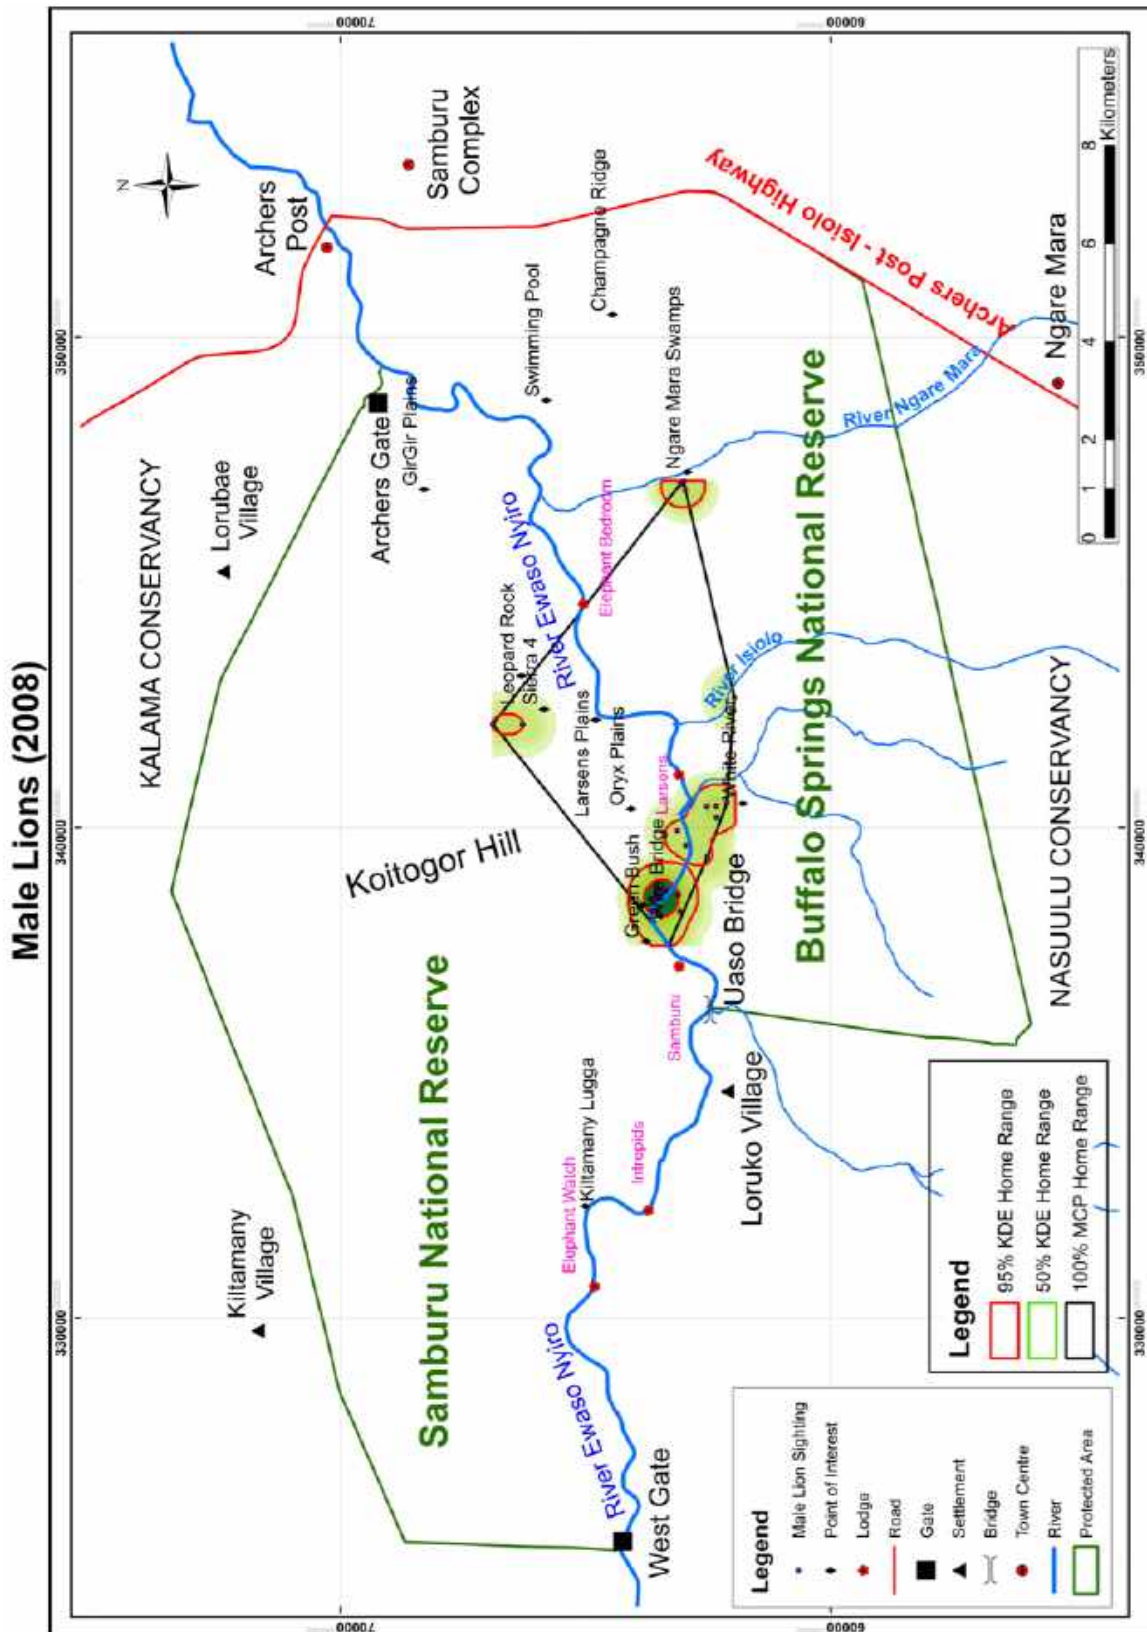 Male Lions (2008)
330000
340000
350000
70000
60000
N
KALAMA CONSERVANCY
Kiltamany
Village
Lorubae
Village
Archers
Post
Samburu
Complex
Archers Gate
GirGir Plains
Samburu National Reserve
Koitogor Hill
Leopard Rock
Sierra 4
River Ewaso Nyiro
Swimming Pool
Champagne Ridge
Larsens Plains
Oryx Plains
Elephant Bedroom
Ngare Mara Swamps
River Ewaso Nyiro
West Gate
Elephant Watch
Kiltamany Lugga
Intrepids
Samburu
Green Bush
Bridge
Larsens
White River
River Isiolo
Uaso Bridge
Loruko Village
Buffalo Springs National Reserve
River Ngare Mara
Archers Post - Isiolo Highway
Ngare Mara
NASUULU CONSERVANCY
Legend
Male Lion Sighting
Point of Interest
Lodge
Road
Gate
Settlement
Bridge
Town Centre
River
Protected Area
Legend
95% KDE Home Range
50% KDE Home Range
100% MCP Home Range
0 1 2 4 6 8
Kilometers
330000
340000
350000
70000
60000